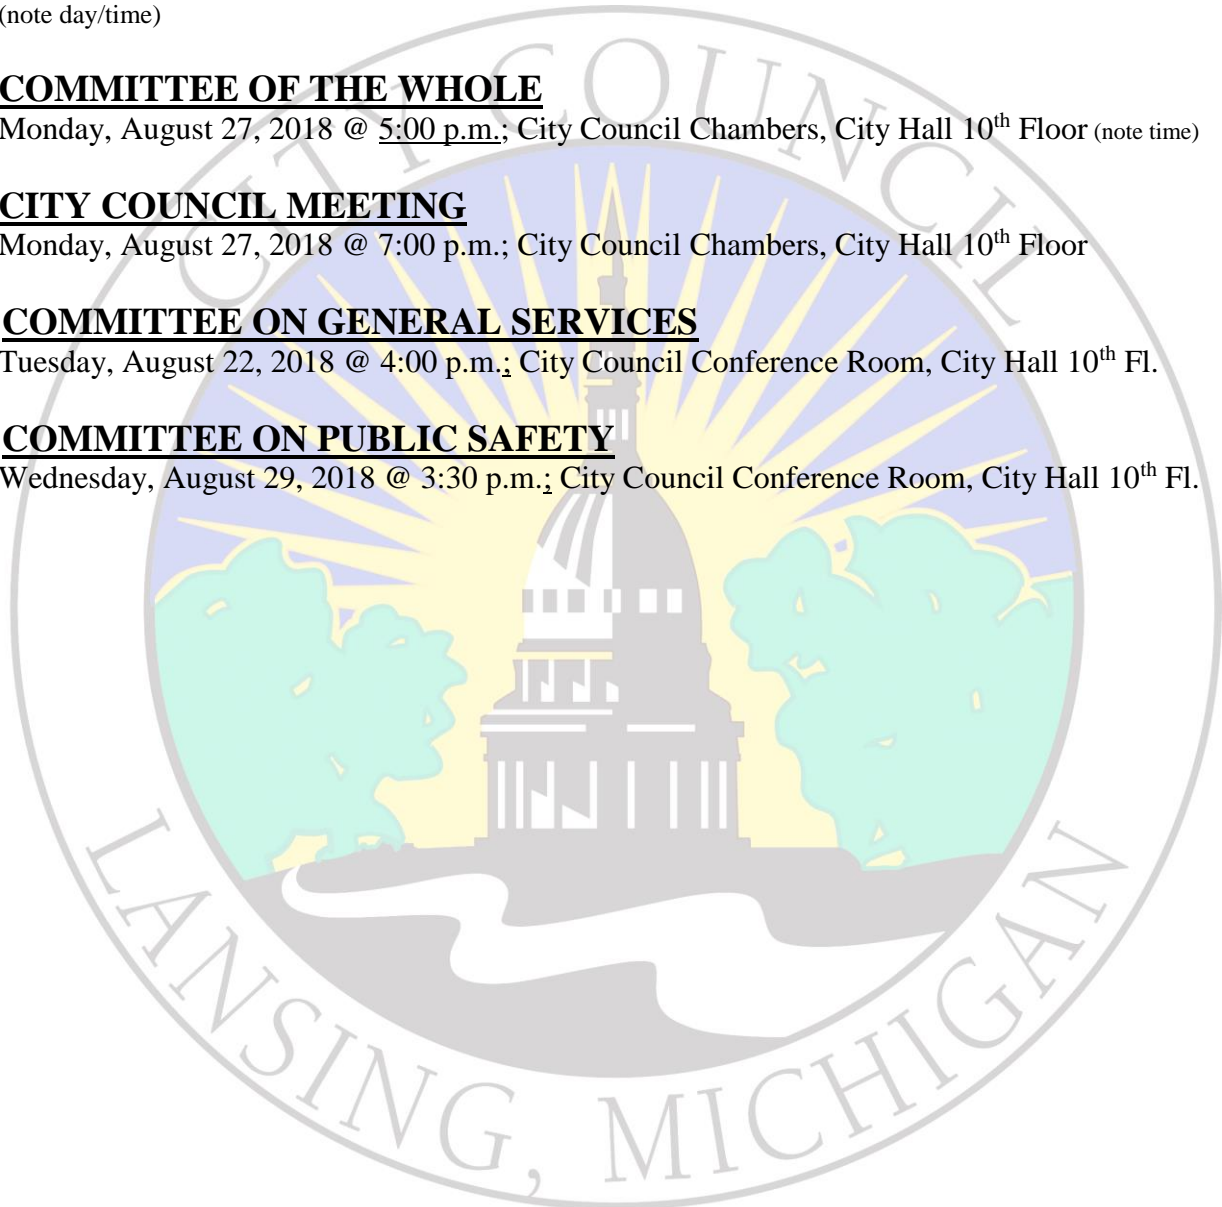 (note day/time)
COMMITTEE OF THE WHOLE
Monday, August 27, 2018 @ 5:00 p.m.; City Council Chambers, City Hall 10th Floor (note time)
CITY COUNCIL MEETING
Monday, August 27, 2018 @ 7:00 p.m.; City Council Chambers, City Hall 10th Floor
COMMITTEE ON GENERAL SERVICES
Tuesday, August 22, 2018 @ 4:00 p.m.; City Council Conference Room, City Hall 10th Fl.
COMMITTEE ON PUBLIC SAFETY
Wednesday, August 29, 2018 @ 3:30 p.m.; City Council Conference Room, City Hall 10th Fl.
CITY COUNCIL
LANSING, MICHIGAN